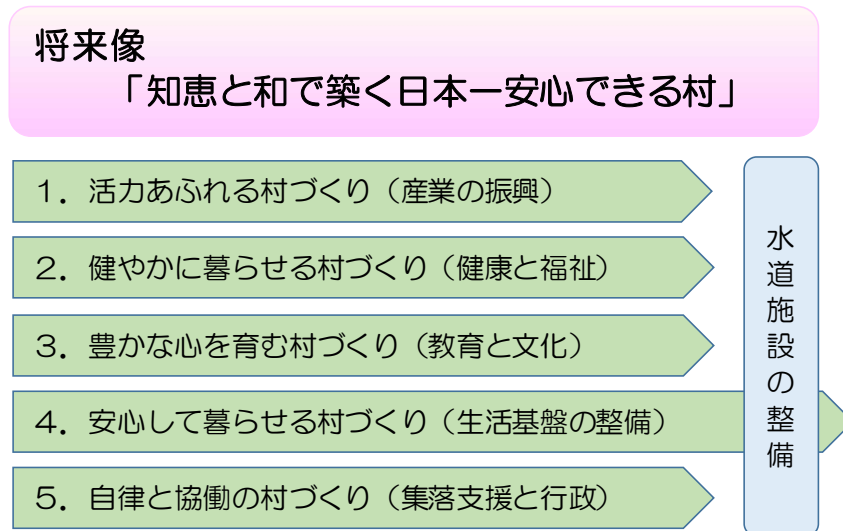 将来像
「知恵と和で築く日本一安心できる村」
１．活力あふれる村づくり（産業の振興）
２．健やかに暮らせる村づくり（健康と福祉）
３．豊かな心を育む村づくり（教育と文化）
４．安心して暮らせる村づくり（生活基盤の整備）
５．自律と協働の村づくり（集落支援と行政）
水道施設の整備